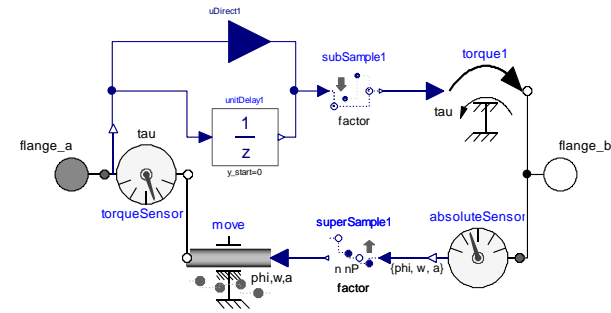 uDirect1
subSample1
torque1
unitDelay1
1
z
y_start=0
factor
tau
flange_a
tau
flange_b
torqueSensor
move
superSample1
absoluteSensor
phi,w,a
n nP
{phi, w, a}
factor